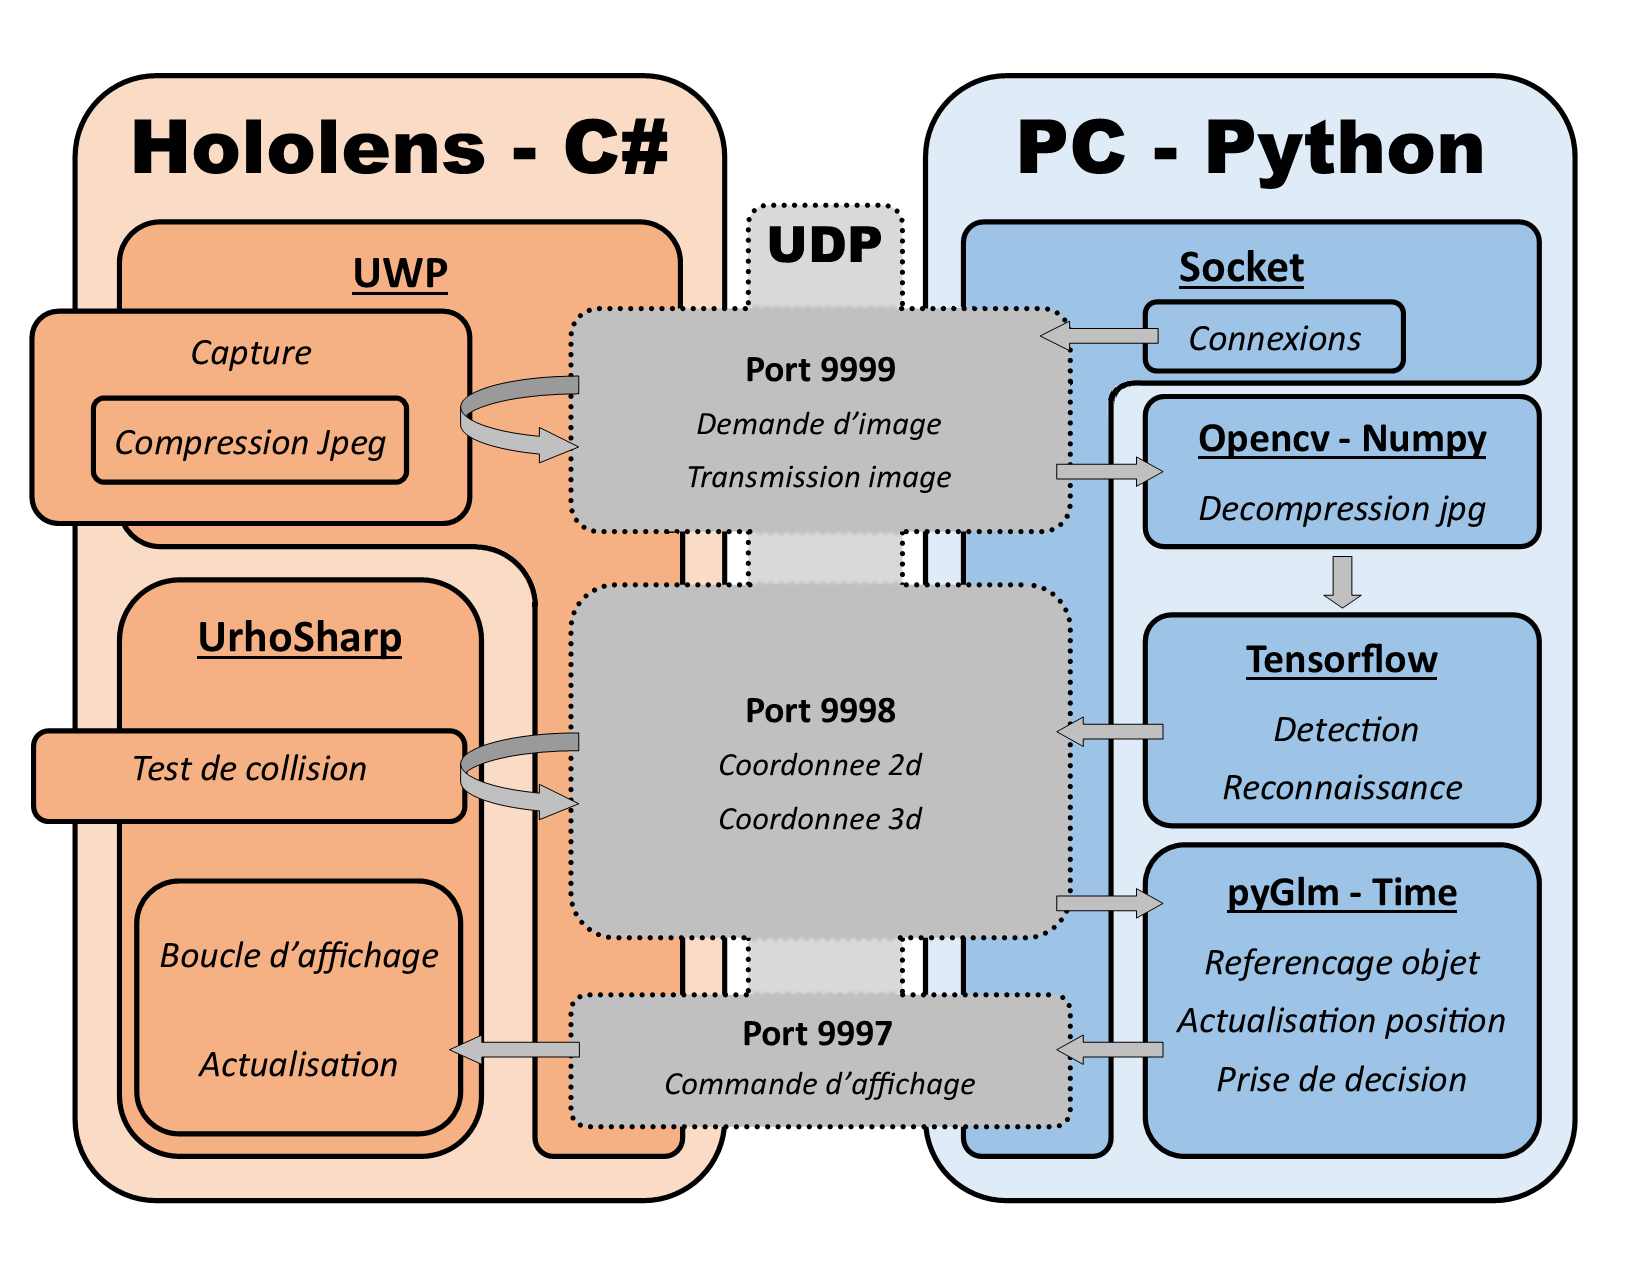 Hololens - C#
UWP
Capture
Compression Jpeg
UrhoSharp
Test de collision
Boucle d’affichage
Actualisation
UDP
Port 9999
Demande d’image
Transmission image
Port 9998
Coordonnee 2d
Coordonnee 3d
Port 9997
Commande d’affichage
PC - Python
Socket
Connexions
Opencv - Numpy
Decompression jpg
Tensorflow
Detection
Reconnaissance
pyGlm - Time
Referencage objet
Actualisation position
Prise de decision